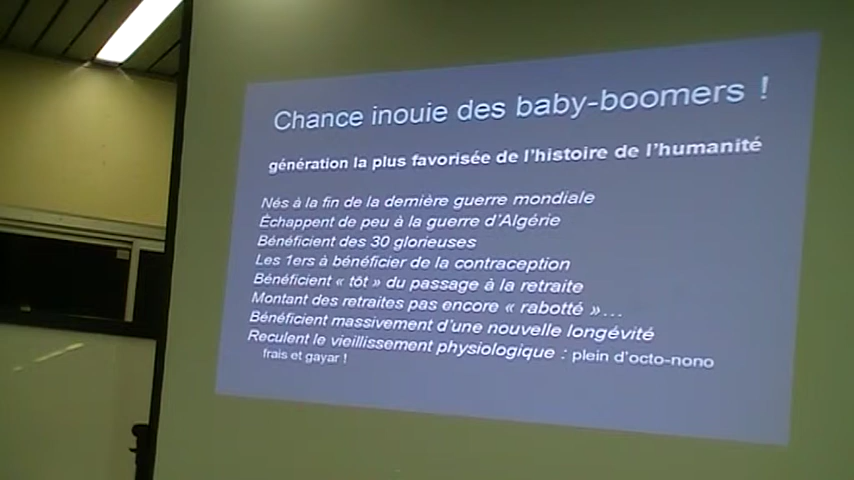 Chance inouie des baby-boomers !
génération la plus favorisée de l'histoire de l'humanité
Nés à la fin de la dernière guerre mondiale
Échappent de peu à la guerre d'Algérie
Bénéficient des 30 glorieuses
Les 1ers à bénéficier de la contraception
Bénéficient « tôt » du passage à la retraite
Montant des retraites pas encore « rabotté »...
Bénéficient massivement d'une nouvelle longévité
Reculent le vieillissement physiologique : plein d'octo-nono
frais et gayar !